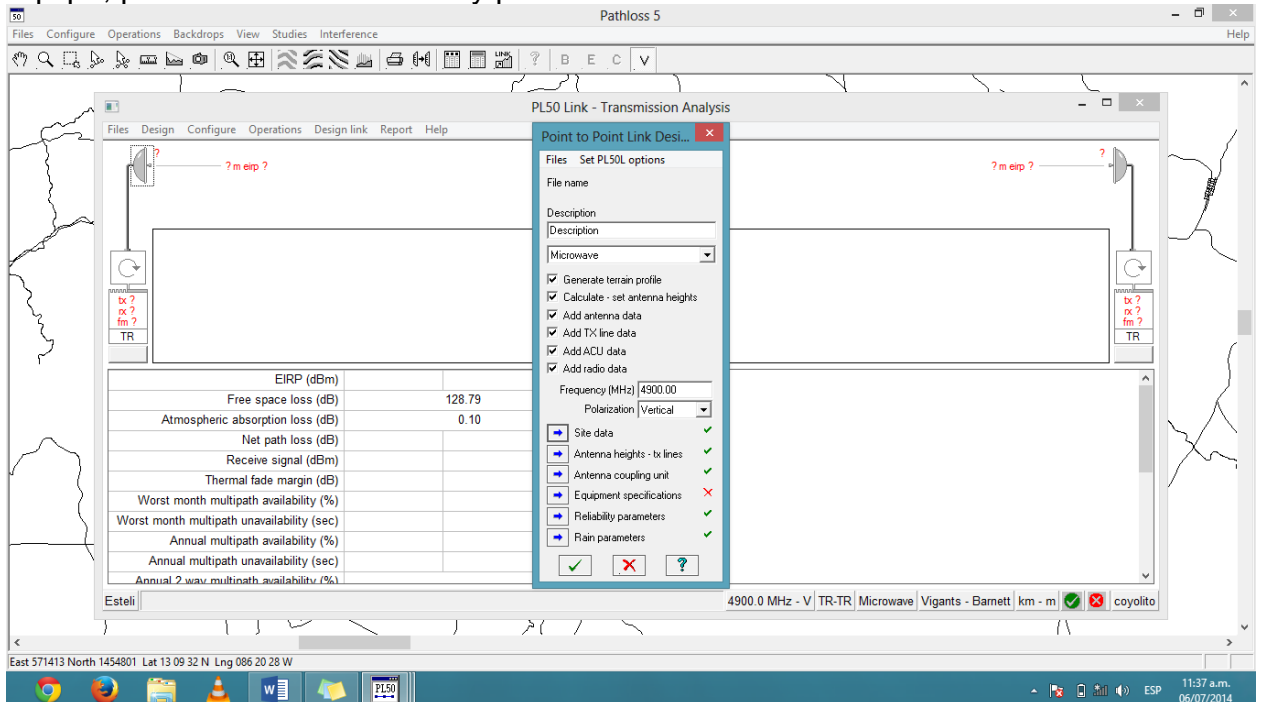 Pathloss 5
Files Configure Operations Backdrops View Studies Interference Help
B E C V
PL50 Link - Transmission Analysis
Files Design Configure Operations Design link Report Help
Point to Point Link Desi...
Files Set PL50L options
File name
Description
Description
Microwave
Generate terrain profile
Calculate - set antenna heights
Add antenna data
Add TX line data
Add ACU data
Add radio data
Frequency (MHz) 4900.00
Polarization Vertical
Site data
Antenna heights - tx lines
Antenna coupling unit
Equipment specifications
Reliability parameters
Rain parameters
?
? m eirp ?
? m eirp ?
?
tx ?
rx ?
fm ?
TR
tx ?
rx ?
fm ?
TR
EIRP (dBm)
Free space loss (dB) 128.79
Atmospheric absorption loss (dB) 0.10
Net path loss (dB)
Receive signal (dBm)
Thermal fade margin (dB)
Worst month multipath availability (%)
Worst month multipath unavailability (sec)
Annual multipath availability (%)
Annual multipath unavailability (sec)
Annual 2 way multipath availability (%)
Esteli 4900.0 MHz - V TR-TR Microwave Vigants - Barnett km - m coyolito
East 571413 North 1454801 Lat 13 09 32 N Lng 086 20 28 W
PL50
ESP 11:37 a.m.
06/07/2014